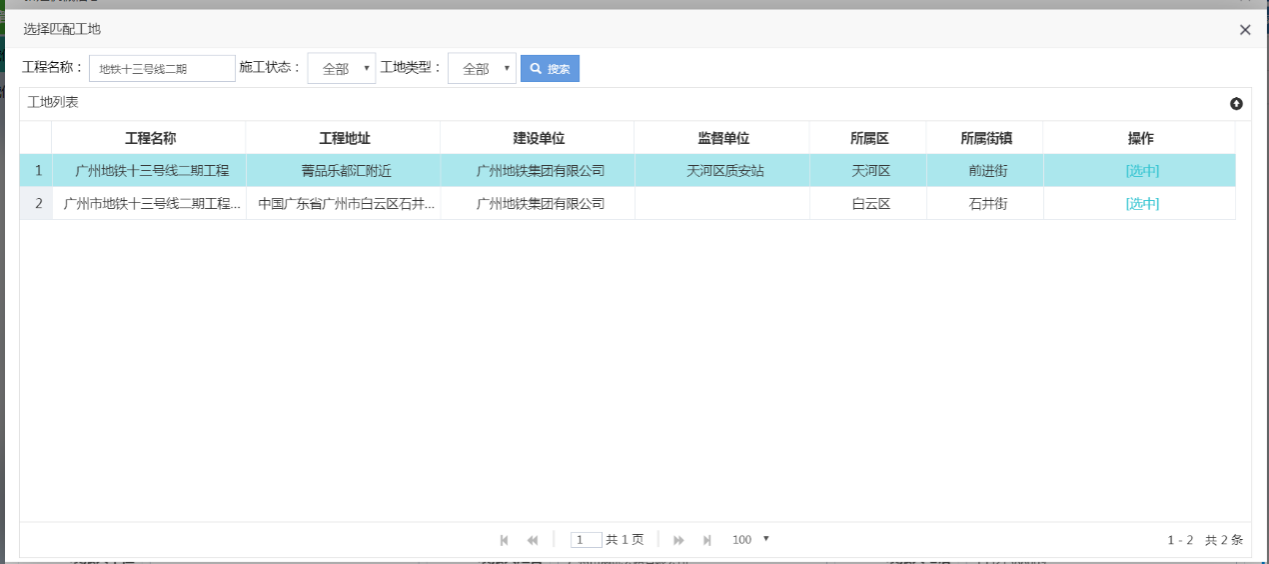 选择匹配工地
工程名称： 地铁十三号线二期 施工状态： 全部 工地类型： 全部 搜索
工地列表
工程名称 工程地址 建设单位 监督单位 所属区 所属街镇 操作
1 广州地铁十三号线二期工程 菁品乐都汇附近 广州地铁集团有限公司 天河区质安站 天河区 前进街 [选中]
2 广州市地铁十三号线二期工程... 中国广东省广州市白云区石井... 广州地铁集团有限公司 白云区 石井街 [选中]
1 共 1 页 100 1 - 2 共 2 条